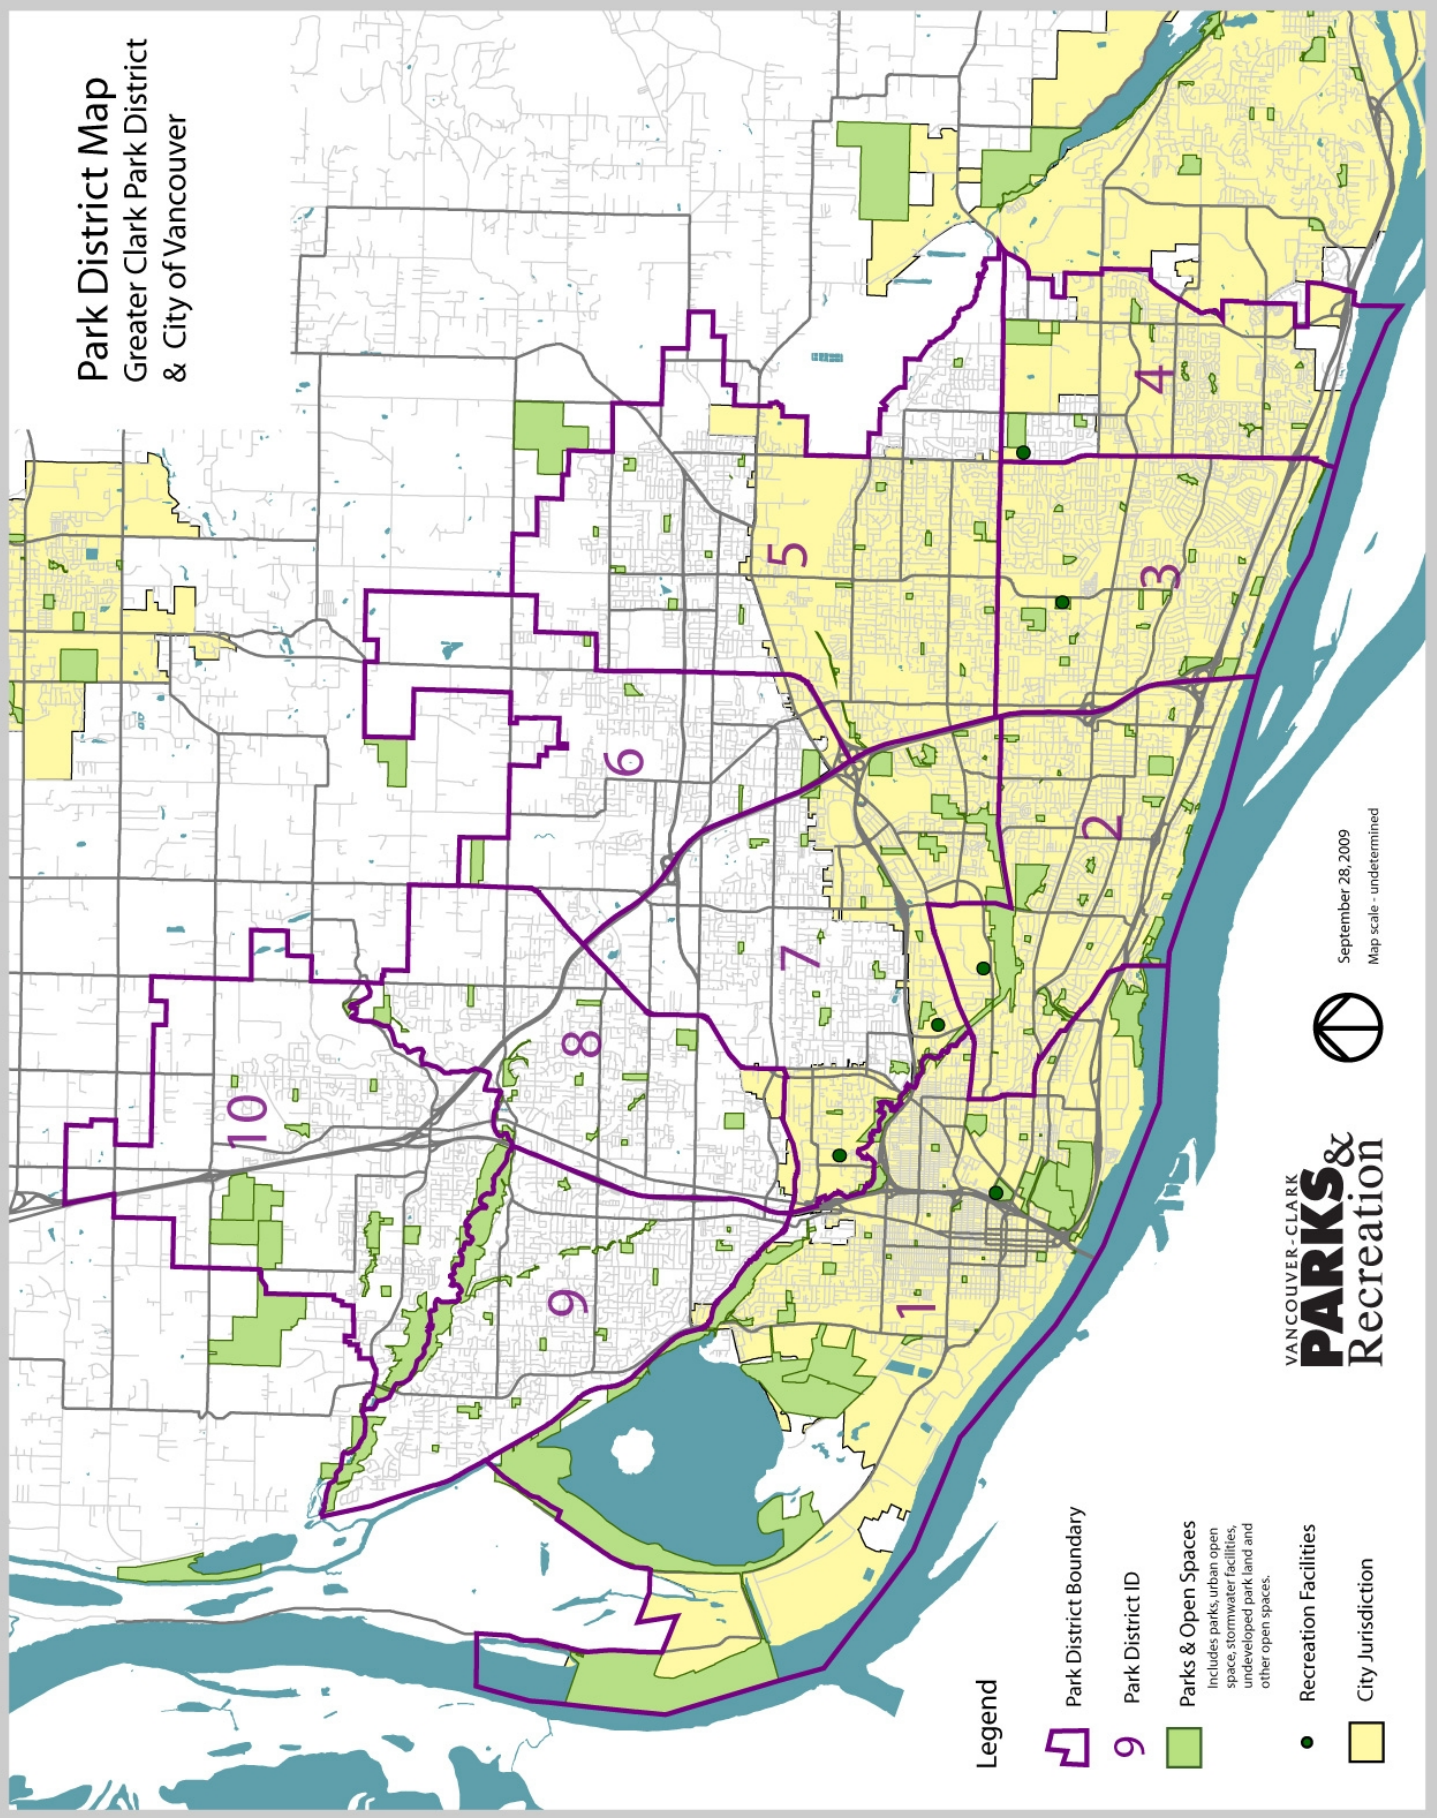 Park District Map
Greater Clark Park District
& City of Vancouver
10
9
8
7
6
5
4
3
2
1
Legend
Park District Boundary
9
Park District ID
Parks & Open Spaces
Includes parks, urban open
space, stormwater facilities,
undeveloped park land and
other open spaces.
Recreation Facilities
City Jurisdiction
VANCOUVER-CLARK
PARKS&
Recreation
September 28, 2009
Map scale - undetermined